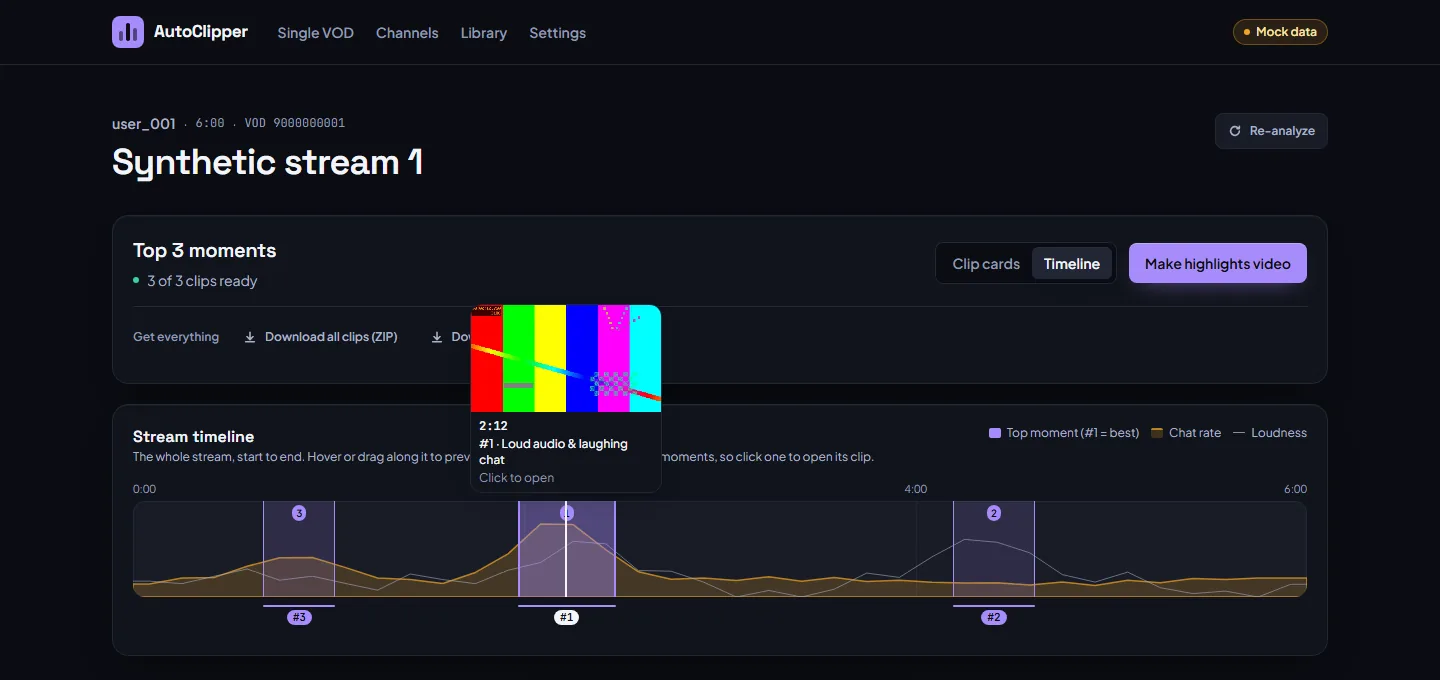 AutoClipper
Single VOD
Channels
Library
Settings
Mock data
user_001 · 6:00 · VOD 9000000001
Re-analyze
Synthetic stream 1
Top 3 moments
3 of 3 clips ready
Clip cards
Timeline
Make highlights video
Get everything
Download all clips (ZIP)
Dow
2:12
#1 · Loud audio & laughing
chat
Click to open
Stream timeline
Top moment (#1 = best)
Chat rate
Loudness
The whole stream, start to end. Hover or drag along it to prev
moments, so click one to open its clip.
0:00
4:00
6:00
3
1
2
#3
#1
#2